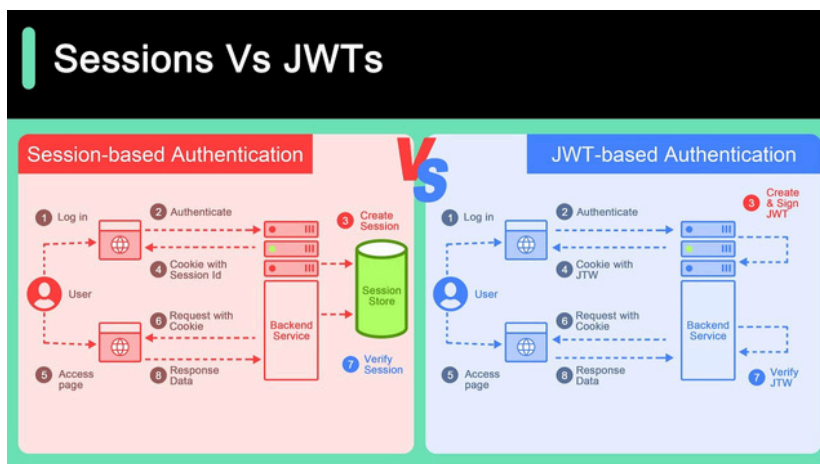 Sessions Vs JWTs
Session-based Authentication
VS
JWT-based Authentication
1 Log in
2 Authenticate
3 Create
Session
4 Cookie with
Session Id
User
Session
Store
6 Request with
Cookie
Backend
Service
7 Verify
Session
5 Access
page
8 Response
Data
1 Log in
2 Authenticate
3 Create
& Sign
JWT
4 Cookie with
JTW
User
6 Request with
Cookie
Backend
Service
5 Access
page
8 Response
Data
7 Verify
JTW